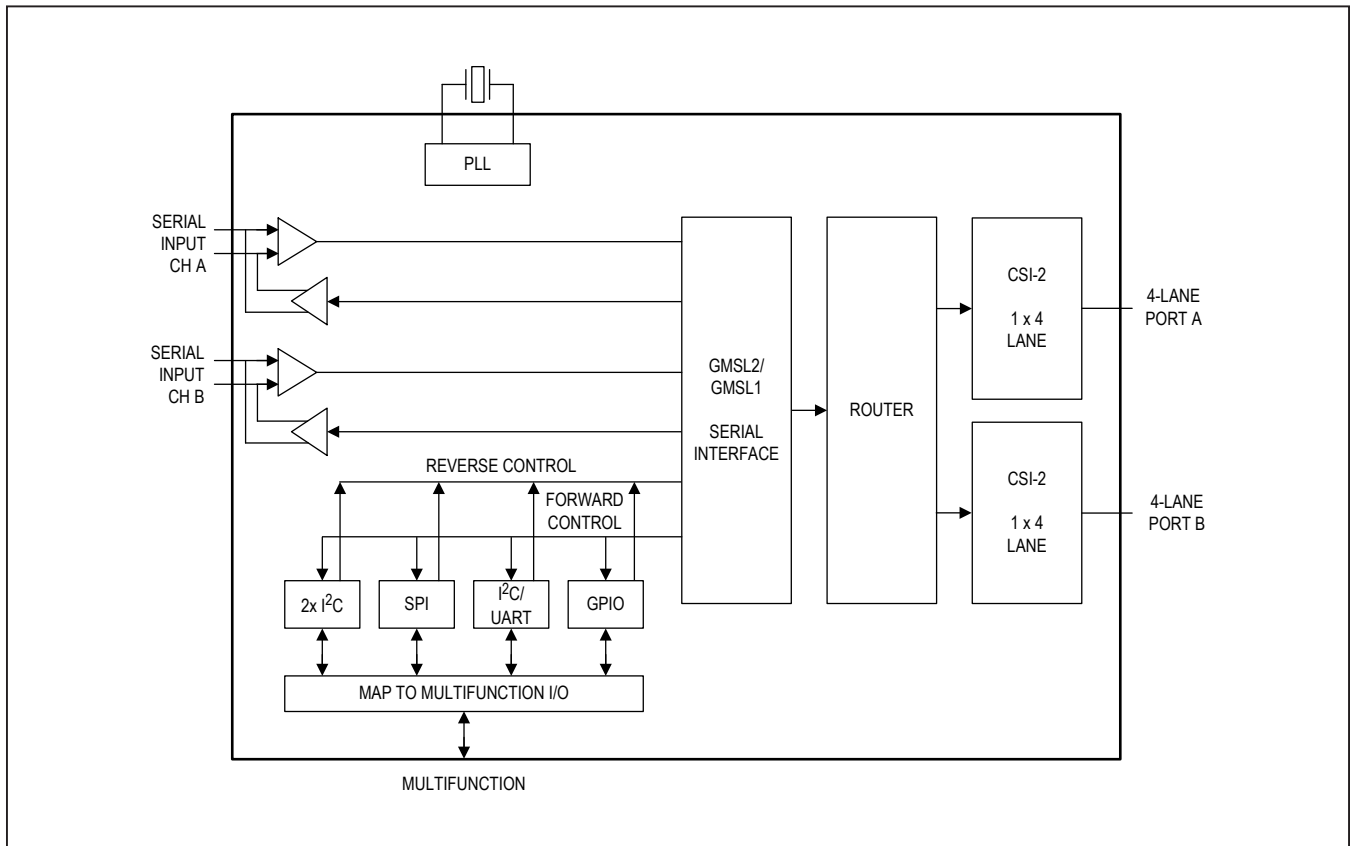 PLL
SERIAL
INPUT
CH A
SERIAL
INPUT
CH B
GMSL2/
GMSL1
SERIAL
INTERFACE
ROUTER
CSI-2
1 x 4
LANE
4-LANE
PORT A
CSI-2
1 x 4
LANE
4-LANE
PORT B
REVERSE CONTROL
FORWARD
CONTROL
2x I²C
SPI
I²C/
UART
GPIO
MAP TO MULTIFUNCTION I/O
MULTIFUNCTION